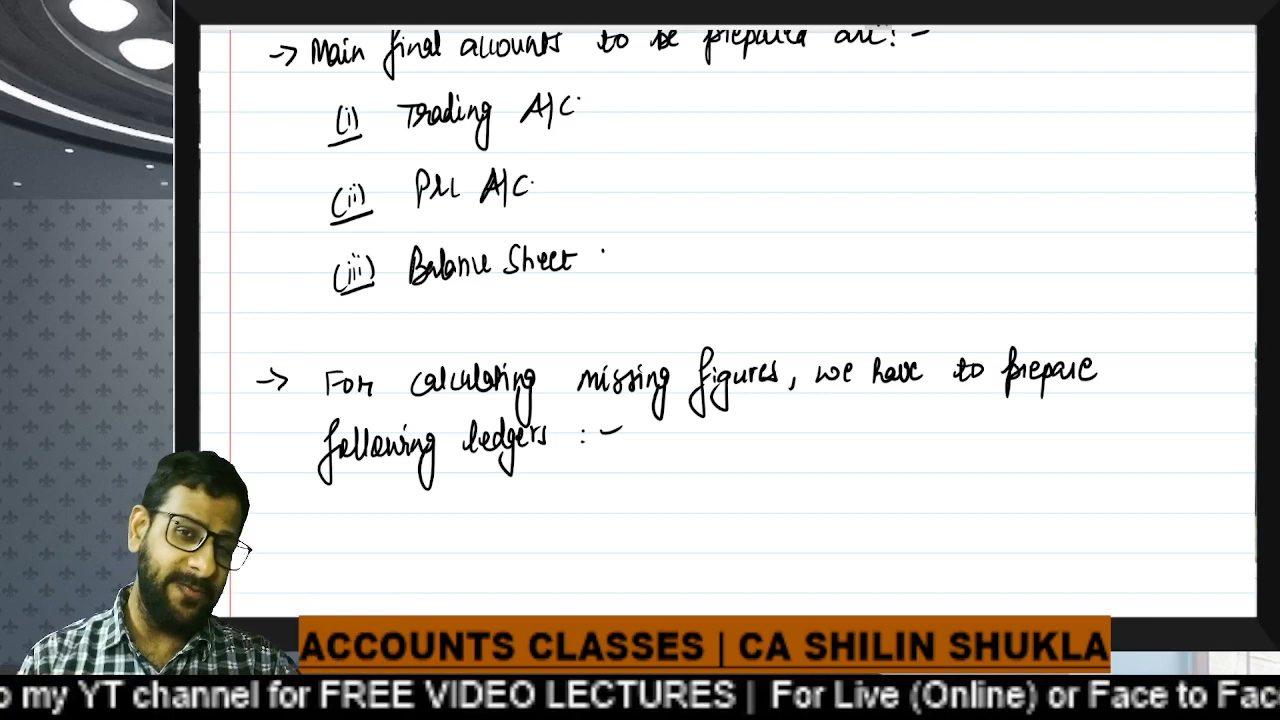 → Main final accounts to be prepared are:-
(i) Trading A/C.
(ii) P&L A/C.
(iii) Balance Sheet.
→ For calculating missing figures, we have to prepare
following ledgers :-
ACCOUNTS CLASSES | CA SHILIN SHUKLA
o my YT channel for FREE VIDEO LECTURES | For Live (Online) or Face to Fac